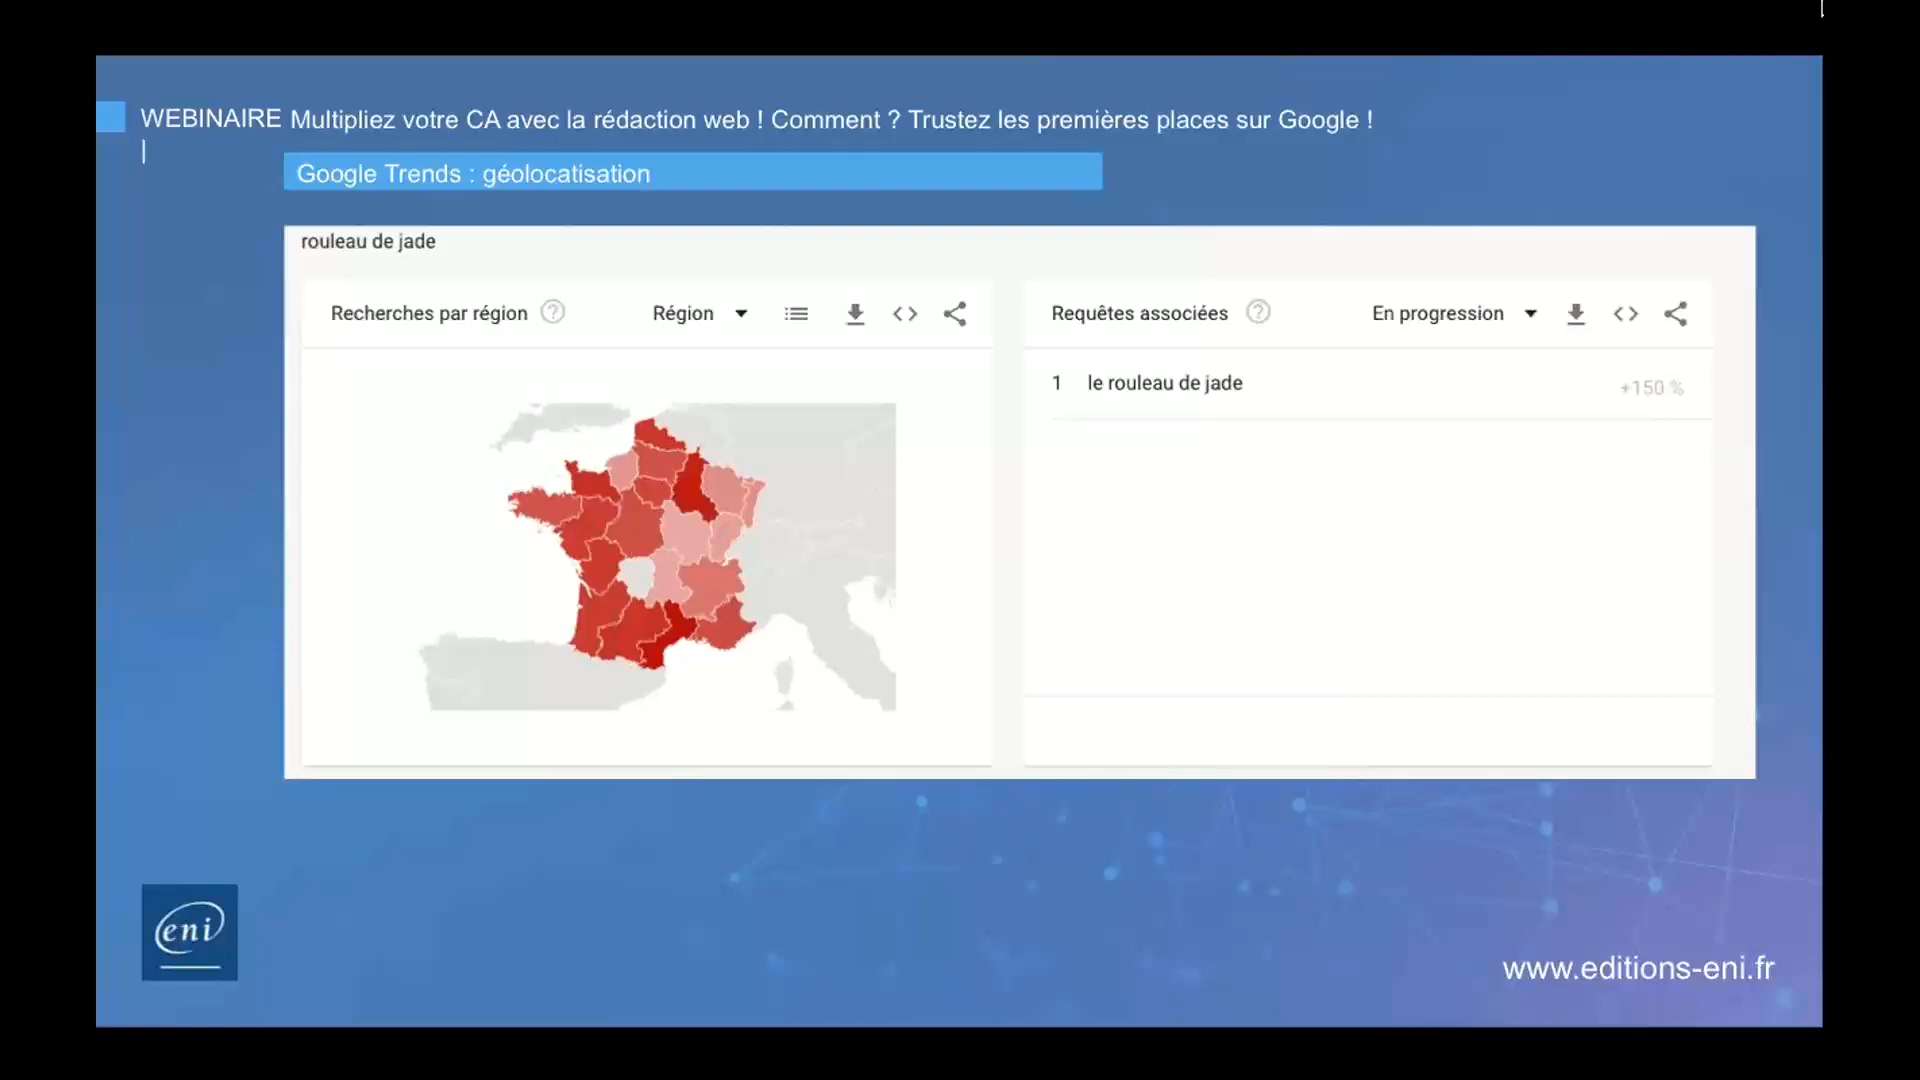 WEBINAIRE Multipliez votre CA avec la rédaction web ! Comment ? Trustez les premières places sur Google !
Google Trends : géolocatisation
rouleau de jade
Recherches par région ? Région <>
Requêtes associées ? En progression <>
1 le rouleau de jade +150 %
eni
www.editions-eni.fr